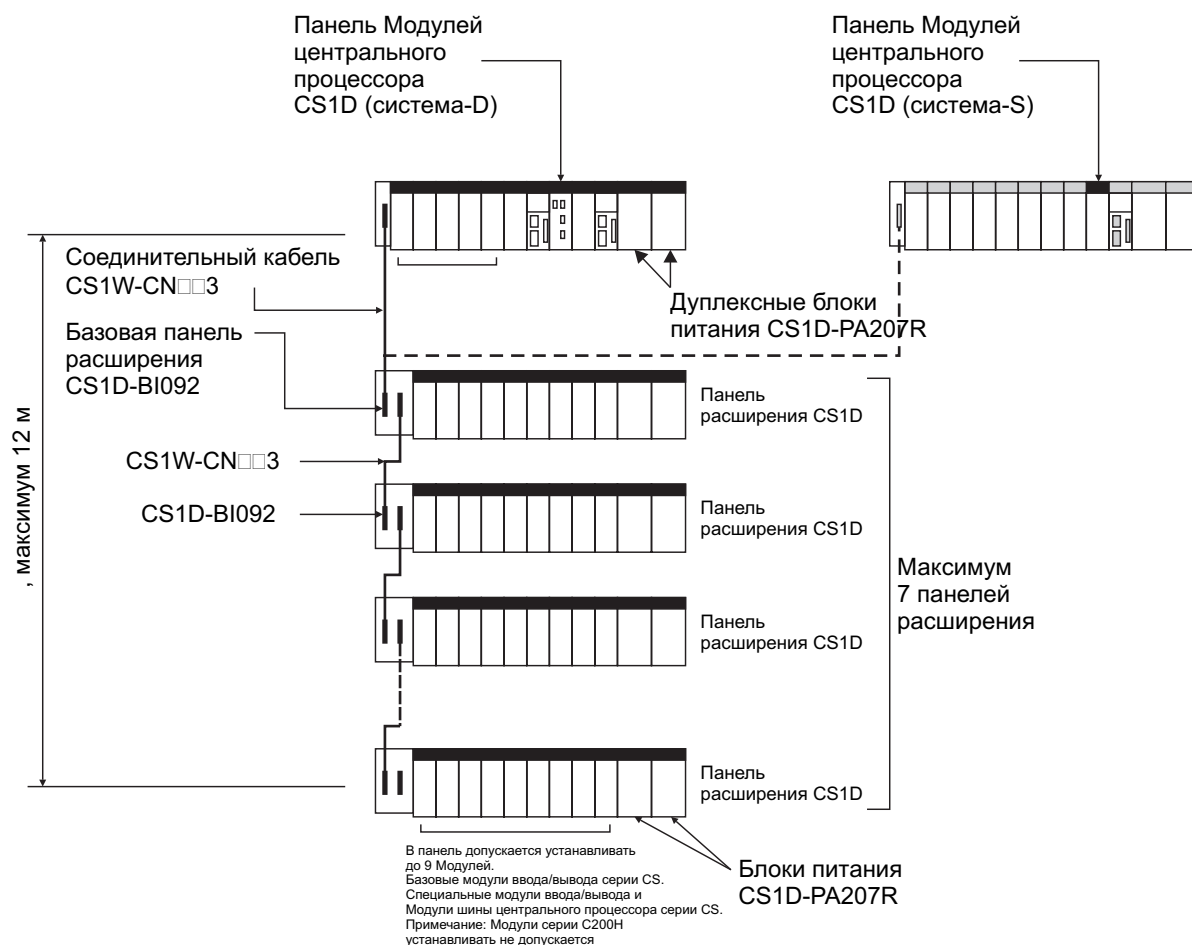 Панель Модулей
центрального
процессора
CS1D (система-D)
Панель Модулей
центрального
процессора
CS1D (система-S)
Соединительный кабель
CS1W-CN□□3
Дуплексные блоки
питания CS1D-PA207R
Базовая панель
расширения
CS1D-BI092
Панель
расширения CS1D
, максимум 12 м
CS1W-CN□□3
CS1D-BI092
Панель
расширения CS1D
Максимум
7 панелей
расширения
Панель
расширения CS1D
Панель
расширения CS1D
В панель допускается устанавливать
до 9 Модулей.
Базовые модули ввода/вывода серии CS.
Специальные модули ввода/вывода и
Модули шины центрального процессора серии CS.
Примечание: Модули серии C200H
устанавливать не допускается
Блоки питания
CS1D-PA207R